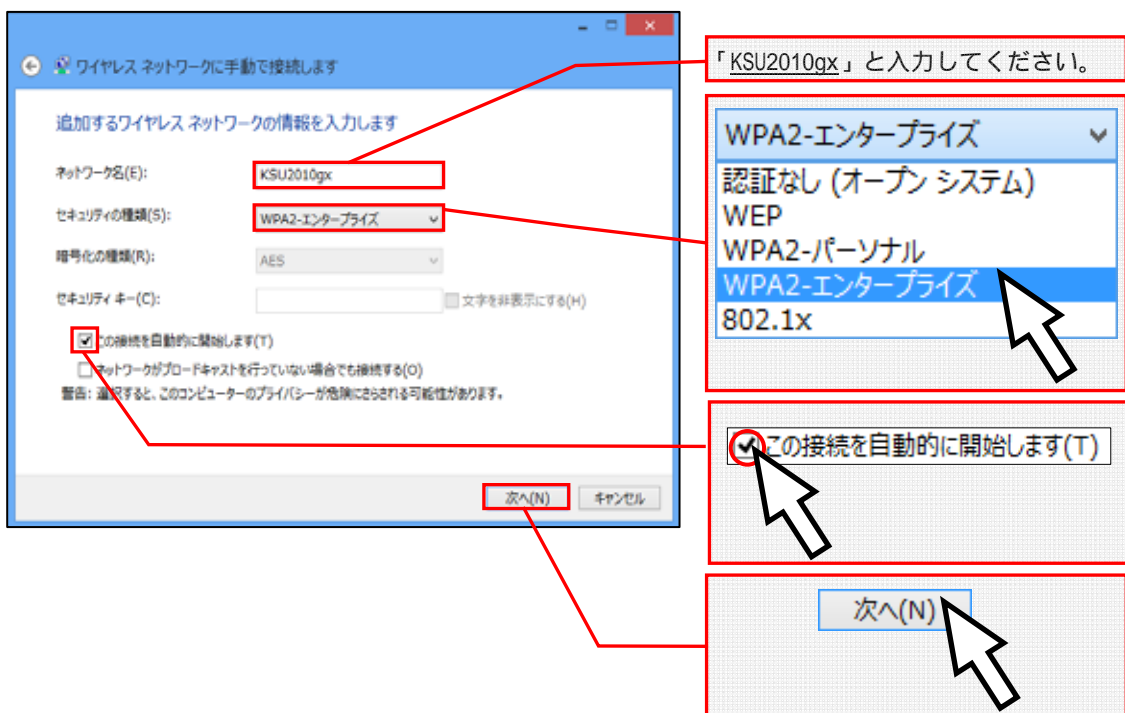 ワイヤレス ネットワークに手動で接続します
追加するワイヤレス ネットワークの情報を入力します
ネットワーク名(E):
KSU2010gx
セキュリティの種類(S):
WPA2-エンタープライズ
暗号化の種類(R):
AES
セキュリティ キー(C):
文字を非表示にする(H)
この接続を自動的に開始します(T)
ネットワークがブロードキャストを行っていない場合でも接続する(O)
警告: 選択すると、このコンピューターのプライバシーが危険にさらされる可能性があります。
次へ(N)
キャンセル
「KSU2010gx」と入力してください。
WPA2-エンタープライズ
認証なし (オープン システム)
WEP
WPA2-パーソナル
WPA2-エンタープライズ
802.1x
この接続を自動的に開始します(T)
次へ(N)